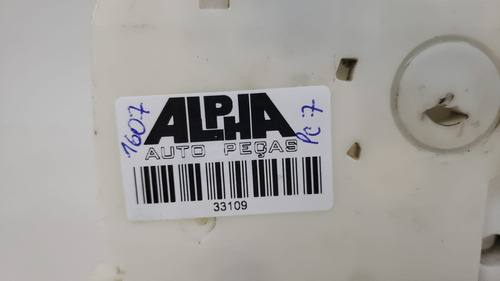 ALPHA
AUTO PEÇAS
33109
1607
PC 7